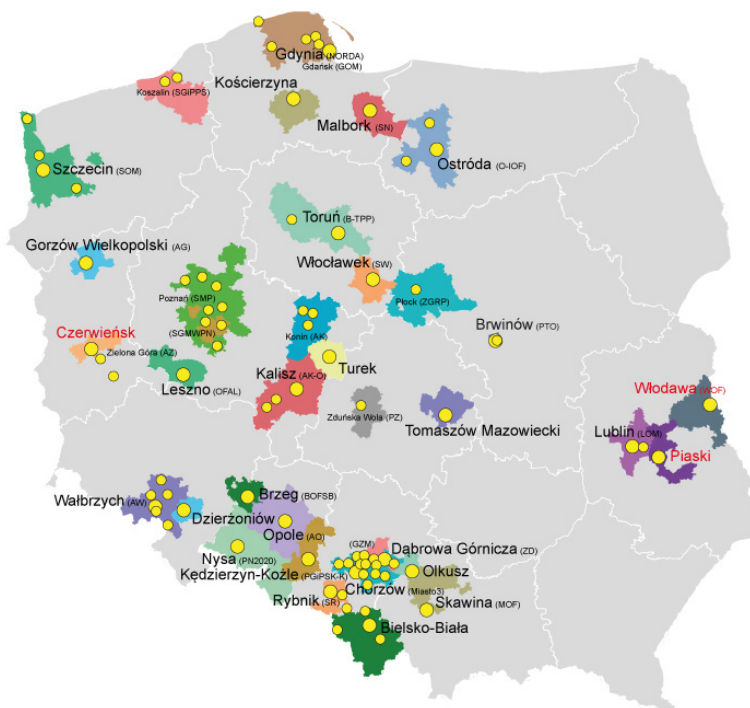 Gdynia (NORDA)
Gdańsk (GOM)
Koszalin (SGiPPS)
Kościerzyna
Malbork (SN)
Ostróda (O-IOF)
Szczecin (SOM)
Toruń (B-TPP)
Gorzów Wielkopolski (AG)
Włocławek (SW)
Poznań (SMP)
Płock (ZGRP)
(SGMWPN)
Konin (AK)
Brwinów (PTO)
Czerwieńsk
Zielona Góra (AZ)
Kalisz (AK-O)
Turek
Leszno (OFAL)
Włodawa (WOF)
Zduńska Wola (PZ)
Tomaszów Mazowiecki
Lublin (LOM)
Piaski
Wałbrzych (AW)
Brzeg (BOFSB)
Dzierżoniów
Opole (AO)
(GZM)
Dąbrowa Górnicza (ZD)
Nysa (PN2020)
Olkusz
Kędzierzyn-Koźle (PGiPSK-K)
Chorzów (Miasto3)
Rybnik (SR)
Skawina (MOF)
Bielsko-Biała